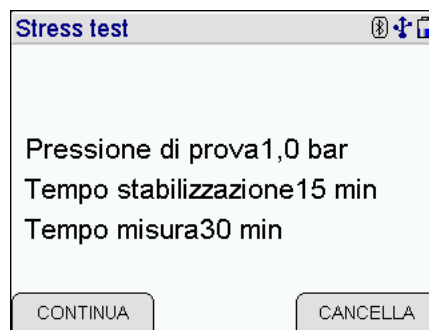 Stress test
Pressione di prova1,0 bar
Tempo stabilizzazione15 min
Tempo misura30 min
CONTINUA CANCELLA